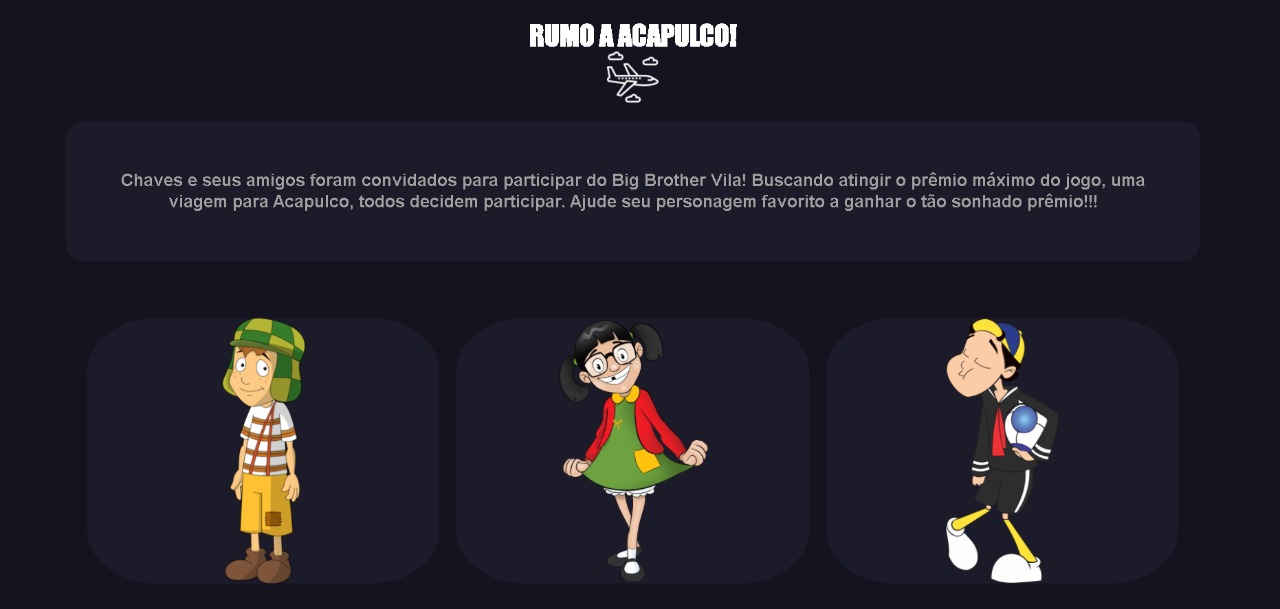 RUMO A ACAPULCO!
Chaves e seus amigos foram convidados para participar do Big Brother Vila! Buscando atingir o prêmio máximo do jogo, uma
viagem para Acapulco, todos decidem participar. Ajude seu personagem favorito a ganhar o tão sonhado prêmio!!!